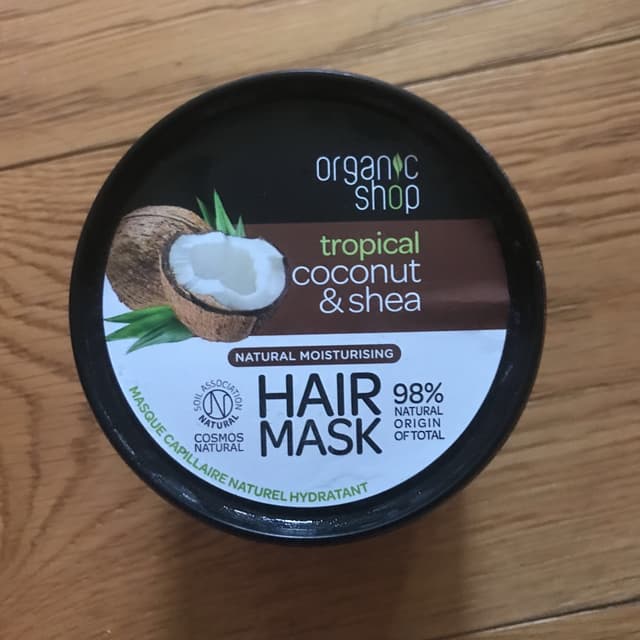 organic
shop
tropical
coconut
& shea
NATURAL MOISTURISING
HAIR
MASK
98%
NATURAL
ORIGIN
OF TOTAL
SOIL ASSOCIATION
NATURAL
COSMOS
NATURAL
MASQUE CAPILLAIRE NATUREL HYDRATANT